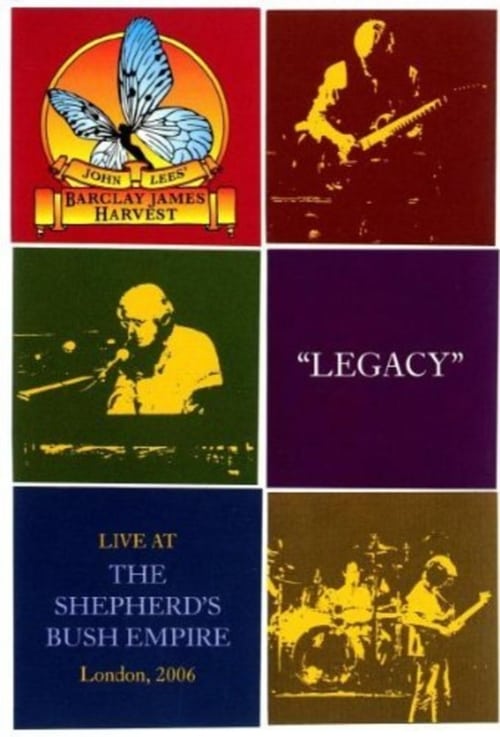 JOHN LEES'
BARCLAY JAMES
HARVEST
“LEGACY”
LIVE AT
THE
SHEPHERD'S
BUSH EMPIRE
London, 2006